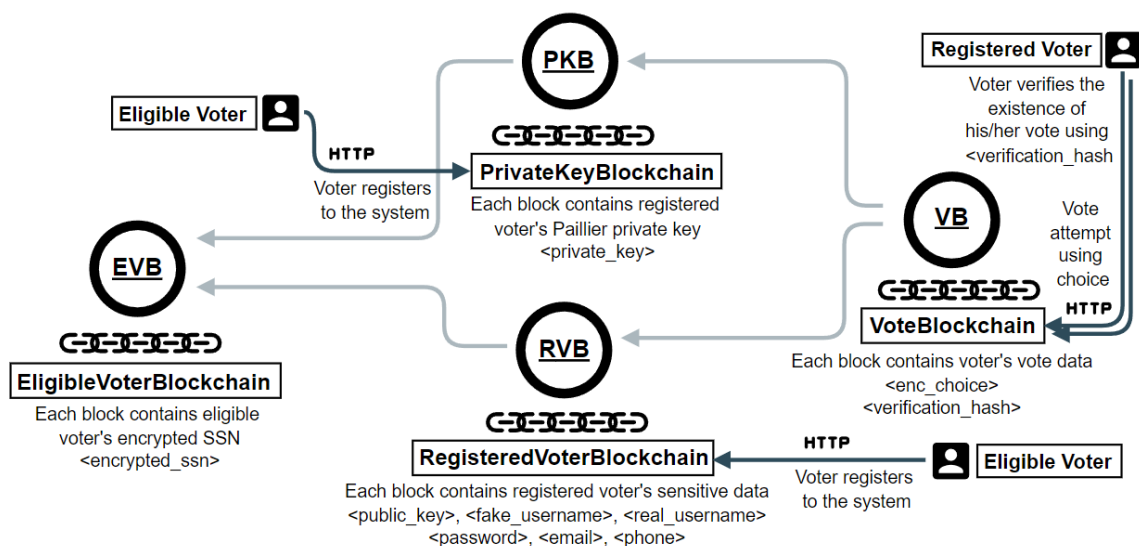 PKB
Registered Voter
Voter verifies the
existence of
his/her vote using
<verification_hash
Eligible Voter
HTTP
Voter registers
to the system
PrivateKeyBlockchain
Each block contains registered
voter's Paillier private key
<private_key>
VB
Vote
attempt
using
choice
HTTP
EVB
VoteBlockchain
Each block contains voter's vote data
<enc_choice>
<verification_hash>
RVB
EligibleVoterBlockchain
Each block contains eligible
voter's encrypted SSN
<encrypted_ssn>
RegisteredVoterBlockchain
Each block contains registered voter's sensitive data
<public_key>, <fake_username>, <real_username>
<password>, <email>, <phone>
HTTP
Voter registers
to the system
Eligible Voter